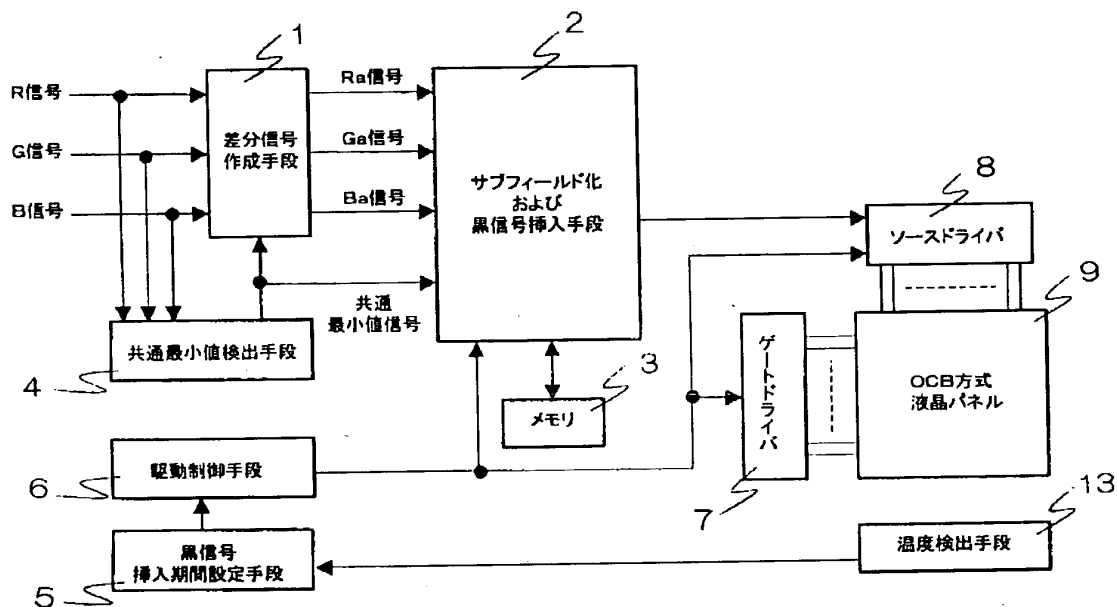 1
2
R信号
G信号
B信号
差分信号
作成手段
Ra信号
Ga信号
Ba信号
サブフィールド化
および
黒信号挿入手段
8
ソースドライバ
共通
最小値信号
共通最小値検出手段
4
3
メモリ
ゲートドライバ
7
9
OCB方式
液晶パネル
駆動制御手段
6
13
温度検出手段
黒信号
挿入期間設定手段
5